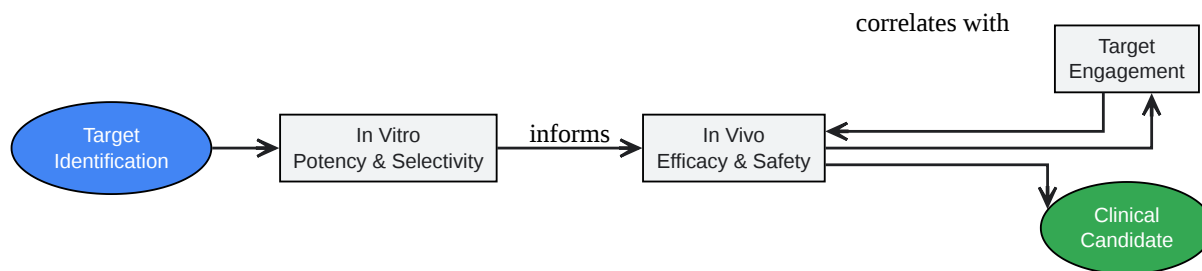 correlates with
Target
Engagement
Target
Identification
In Vitro
Potency & Selectivity
informs
In Vivo
Efficacy & Safety
Clinical
Candidate